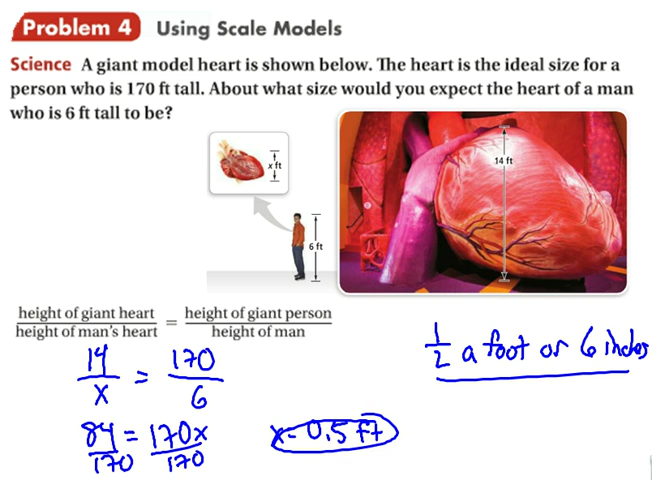 Problem 4 Using Scale Models
Science A giant model heart is shown below. The heart is the ideal size for a
person who is 170 ft tall. About what size would you expect the heart of a man
who is 6 ft tall to be?
x ft
14 ft
6 ft
height of giant heart / height of man's heart = height of giant person / height of man
14 / x = 170 / 6
84 / 170 = 170x / 170
x = 0.5 ft
1/2 a foot or 6 inches